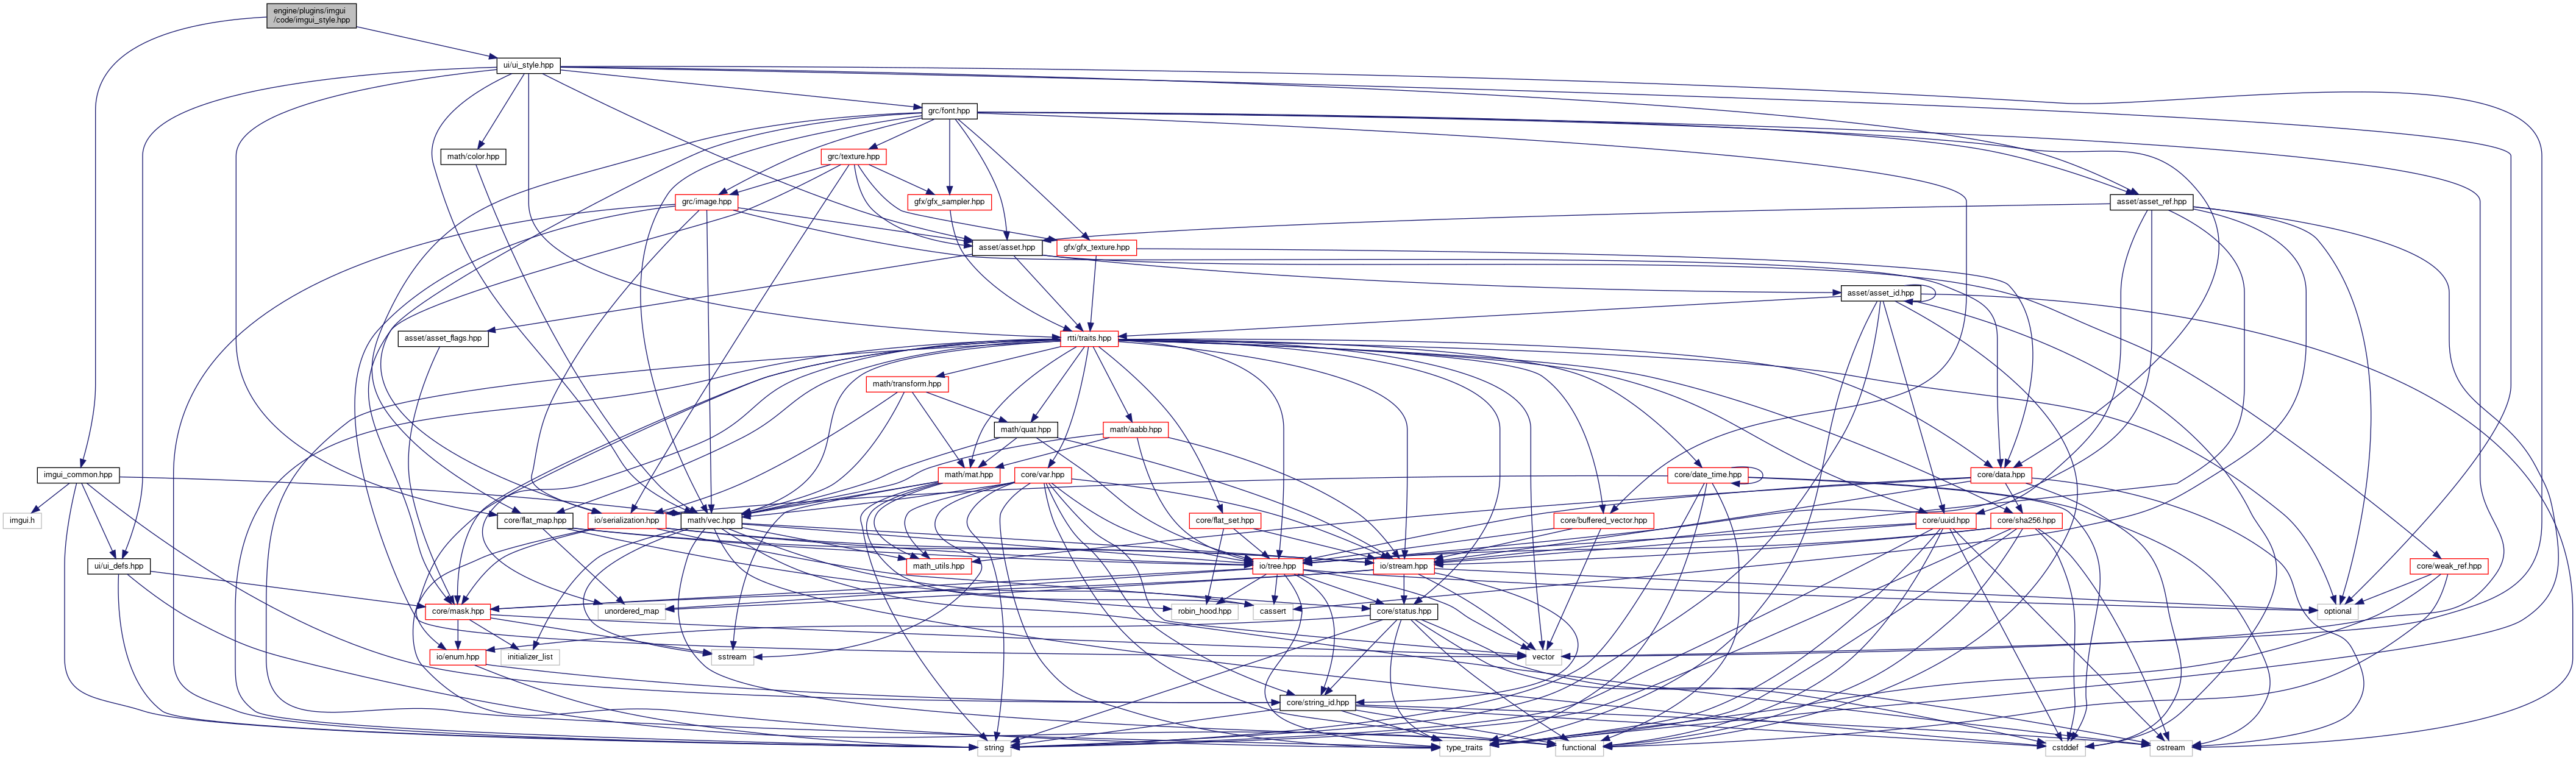 engine/plugins/imgui
/code/imgui_style.hpp
ui/ui_style.hpp
grc/font.hpp
math/color.hpp
grc/texture.hpp
grc/image.hpp
gfx/gfx_sampler.hpp
asset/asset_ref.hpp
asset/asset.hpp
gfx/gfx_texture.hpp
asset/asset_id.hpp
asset/asset_flags.hpp
rtti/traits.hpp
math/transform.hpp
math/quat.hpp
math/aabb.hpp
imgui_common.hpp
math/mat.hpp
core/var.hpp
core/date_time.hpp
core/data.hpp
imgui.h
core/flat_map.hpp
io/serialization.hpp
math/vec.hpp
core/flat_set.hpp
core/buffered_vector.hpp
core/uuid.hpp
core/sha256.hpp
ui/ui_defs.hpp
math_utils.hpp
io/tree.hpp
io/stream.hpp
core/weak_ref.hpp
core/mask.hpp
unordered_map
robin_hood.hpp
cassert
core/status.hpp
optional
io/enum.hpp
initializer_list
sstream
vector
core/string_id.hpp
string
type_traits
functional
cstddef
ostream